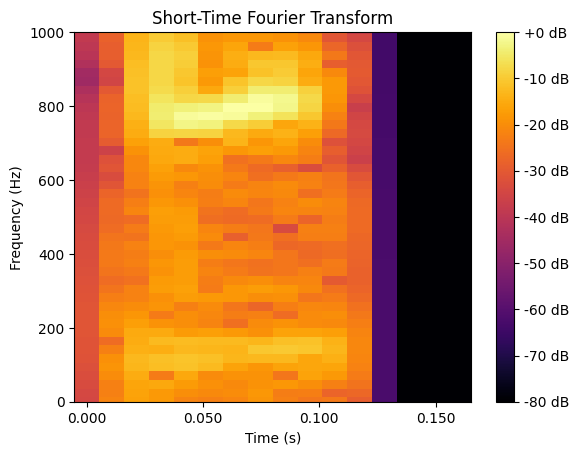 Short-Time Fourier Transform
1000
800
600
400
200
0
Frequency (Hz)
0.000
0.050
0.100
0.150
Time (s)
+0 dB
-10 dB
-20 dB
-30 dB
-40 dB
-50 dB
-60 dB
-70 dB
-80 dB